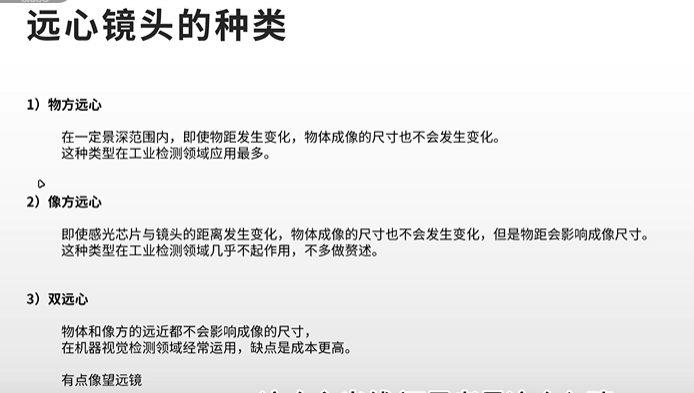 远心镜头的种类
1）物方远心
在一定景深范围内，即使物距发生变化，物体成像的尺寸也不会发生变化。
这种类型在工业检测领域应用最多。
2）像方远心
即使感光芯片与镜头的距离发生变化，物体成像的尺寸也不会发生变化，但是物距会影响成像尺寸。
这种类型在工业检测领域几乎不起作用，不多做赘述。
3）双远心
物体和像方的远近都不会影响成像的尺寸，
在机器视觉检测领域经常运用，缺点是成本更高。
有点像望远镜